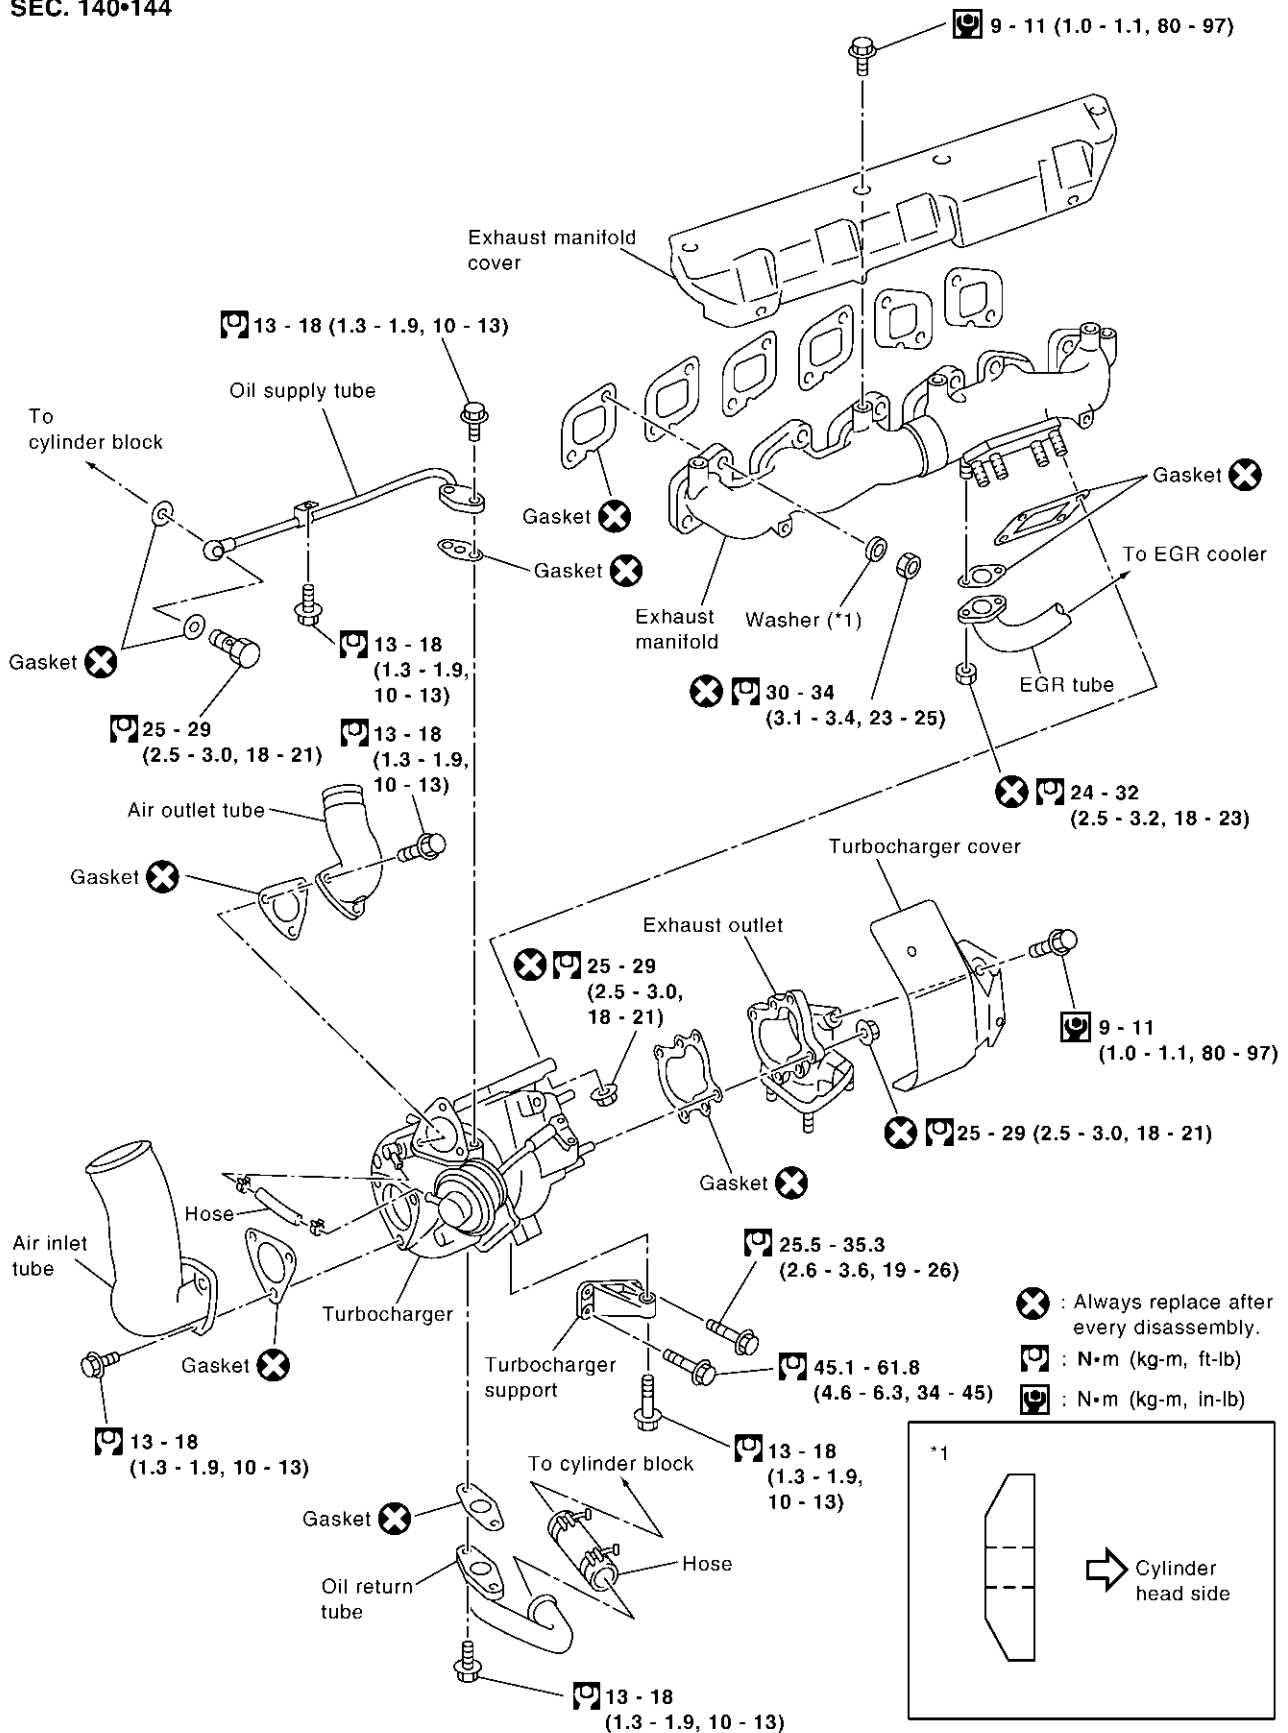 SEC. 140•144
9 - 11 (1.0 - 1.1, 80 - 97)
Exhaust manifold
cover
13 - 18 (1.3 - 1.9, 10 - 13)
Oil supply tube
To
cylinder block
Gasket
Gasket
Gasket
To EGR cooler
Exhaust
manifold
Washer (*1)
Gasket
13 - 18
(1.3 - 1.9,
10 - 13)
30 - 34
(3.1 - 3.4, 23 - 25)
EGR tube
25 - 29
(2.5 - 3.0, 18 - 21)
13 - 18
(1.3 - 1.9,
10 - 13)
24 - 32
(2.5 - 3.2, 18 - 23)
Air outlet tube
Turbocharger cover
Gasket
Exhaust outlet
25 - 29
(2.5 - 3.0,
18 - 21)
9 - 11
(1.0 - 1.1, 80 - 97)
25 - 29 (2.5 - 3.0, 18 - 21)
Gasket
Hose
Air inlet
tube
25.5 - 35.3
(2.6 - 3.6, 19 - 26)
Turbocharger
: Always replace after
every disassembly.
Gasket
Turbocharger
support
45.1 - 61.8
(4.6 - 6.3, 34 - 45)
: N•m (kg-m, ft-lb)
: N•m (kg-m, in-lb)
13 - 18
(1.3 - 1.9, 10 - 13)
13 - 18
(1.3 - 1.9,
10 - 13)
To cylinder block
*1
Gasket
Hose
Cylinder
head side
Oil return
tube
13 - 18
(1.3 - 1.9, 10 - 13)